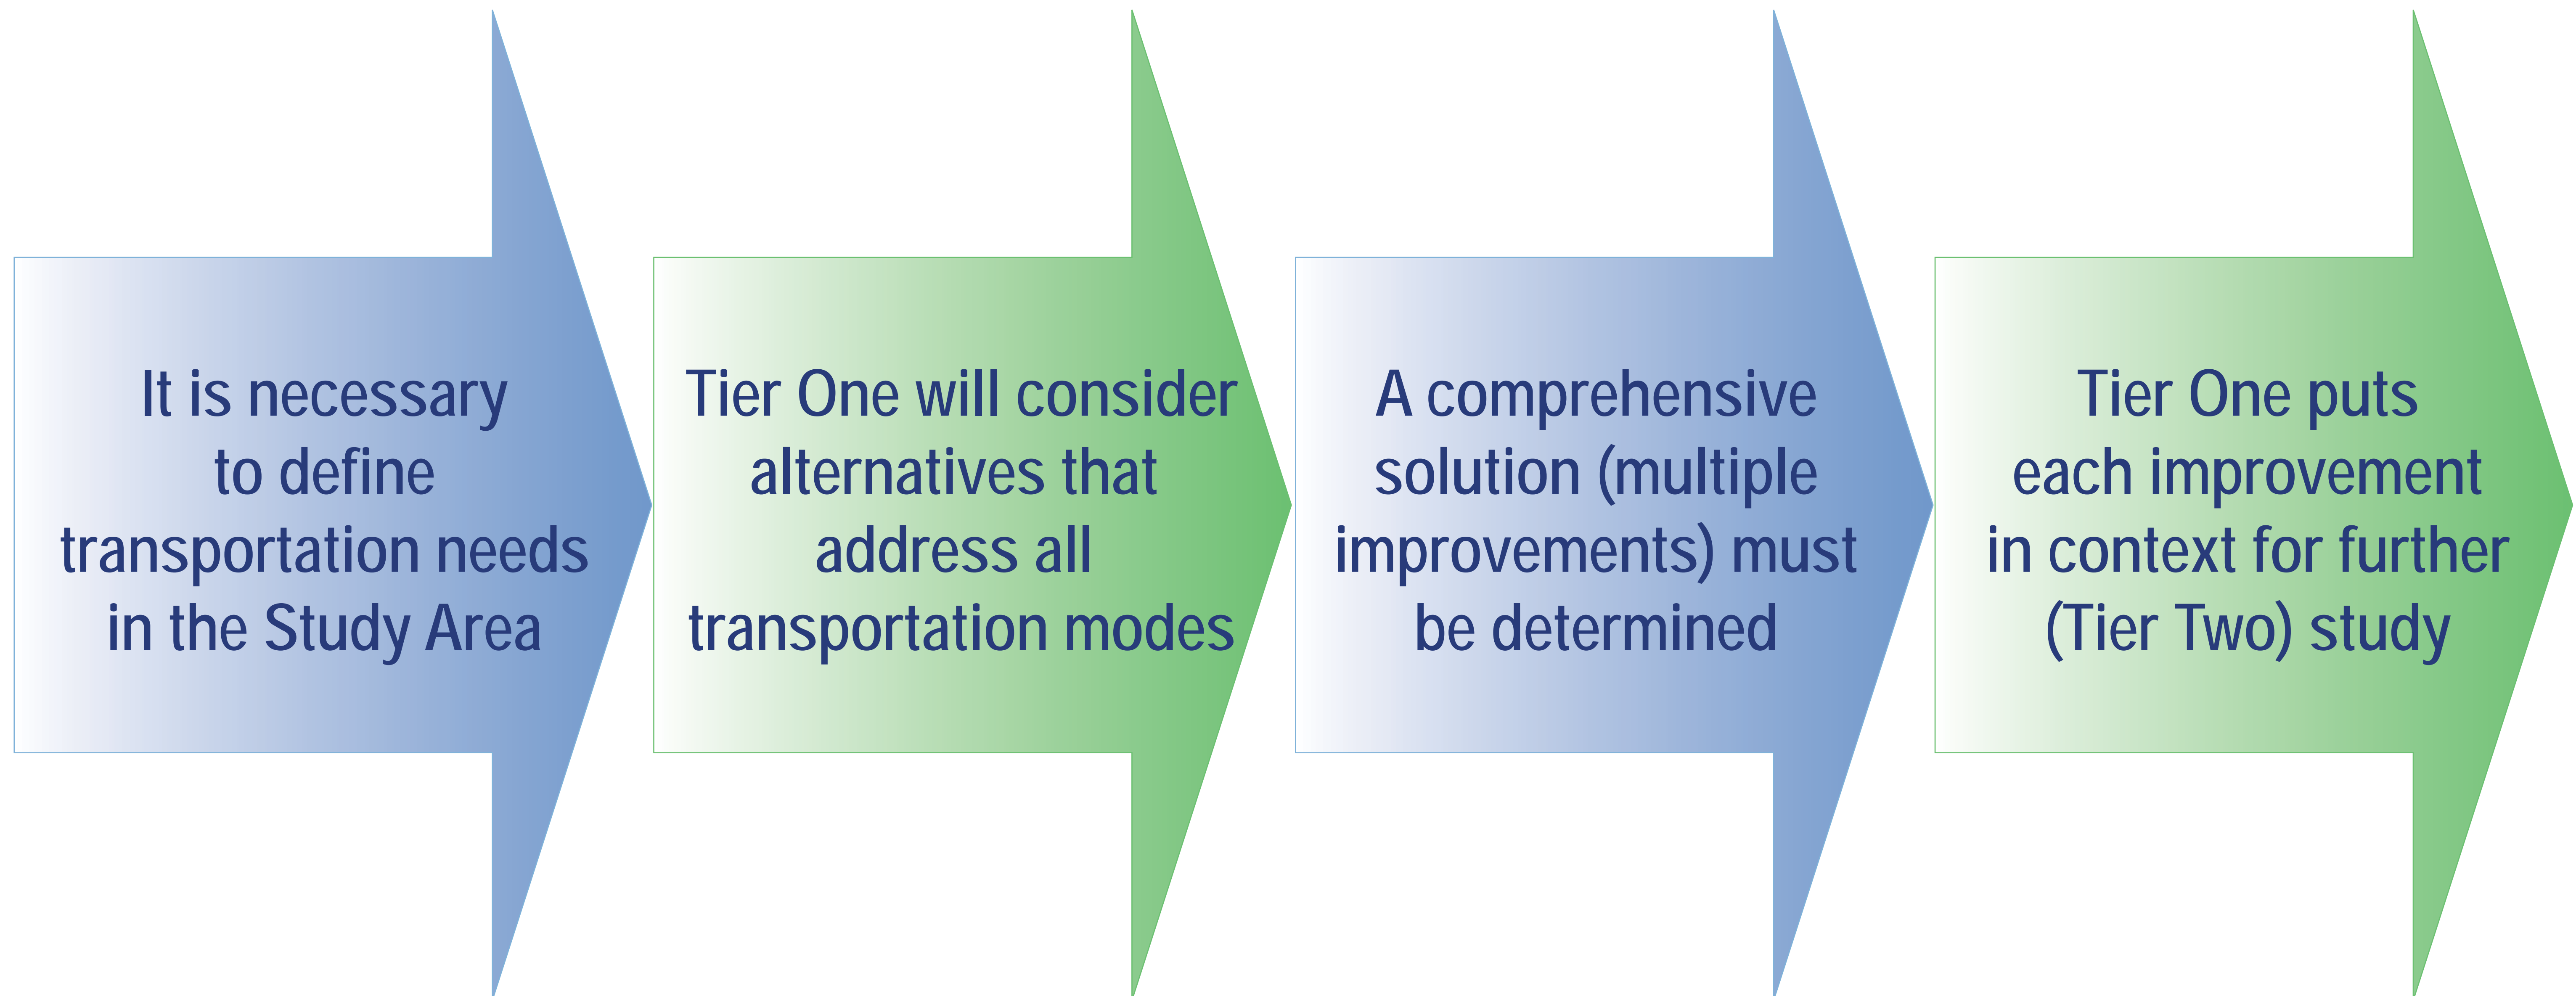 It is necessary
to define
transportation needs
in the Study Area
Tier One will consider
alternatives that
address all
transportation modes
A comprehensive
solution (multiple
improvements) must
be determined
Tier One puts
each improvement
in context for further
(Tier Two) study